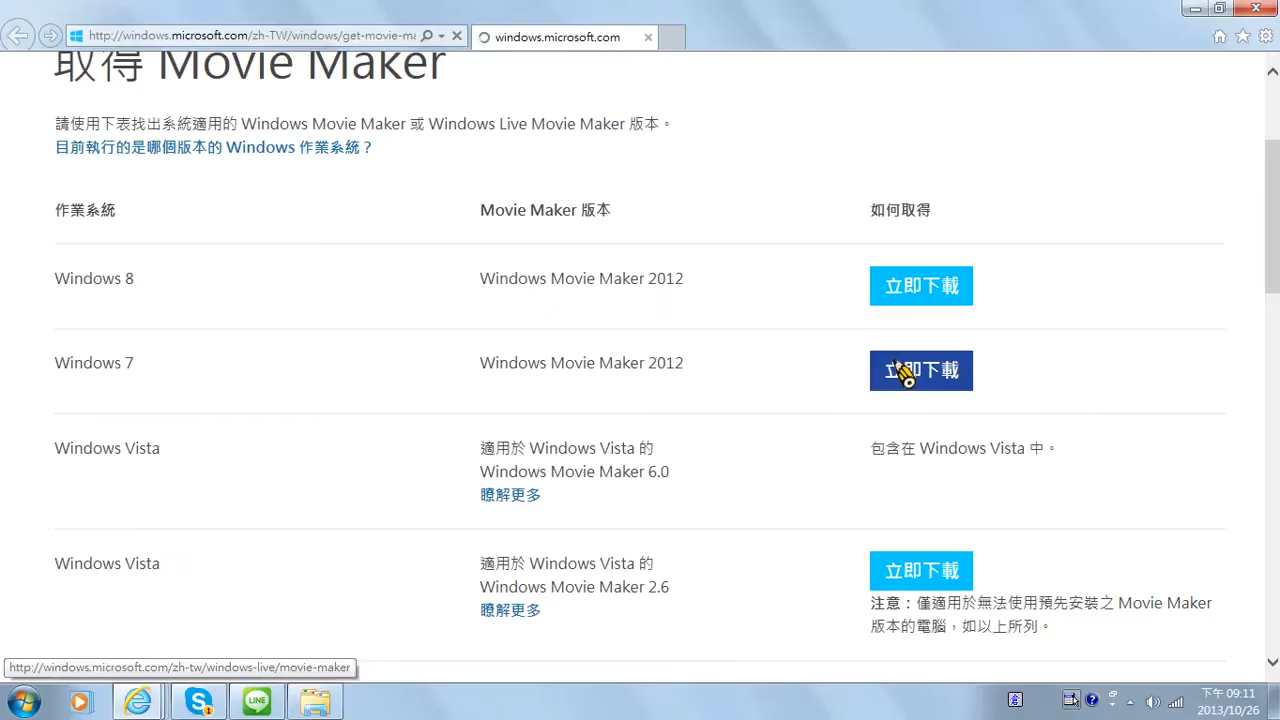 http://windows.microsoft.com/zh-TW/windows/get-movie-m
windows.microsoft.com
取得 Movie Maker
請使用下表找出系統適用的 Windows Movie Maker 或 Windows Live Movie Maker 版本。
目前執行的是哪個版本的 Windows 作業系統？
作業系統 Movie Maker 版本 如何取得
Windows 8 Windows Movie Maker 2012 立即下載
Windows 7 Windows Movie Maker 2012 立即下載
Windows Vista 適用於 Windows Vista 的 包含在 Windows Vista 中。
Windows Movie Maker 6.0
瞭解更多
Windows Vista 適用於 Windows Vista 的 立即下載
Windows Movie Maker 2.6
瞭解更多
注意：僅適用於無法使用預先安裝之 Movie Maker
版本的電腦，如以上所列。
http://windows.microsoft.com/zh-tw/windows-live/movie-maker
LINE
下午 09:11
2013/10/26